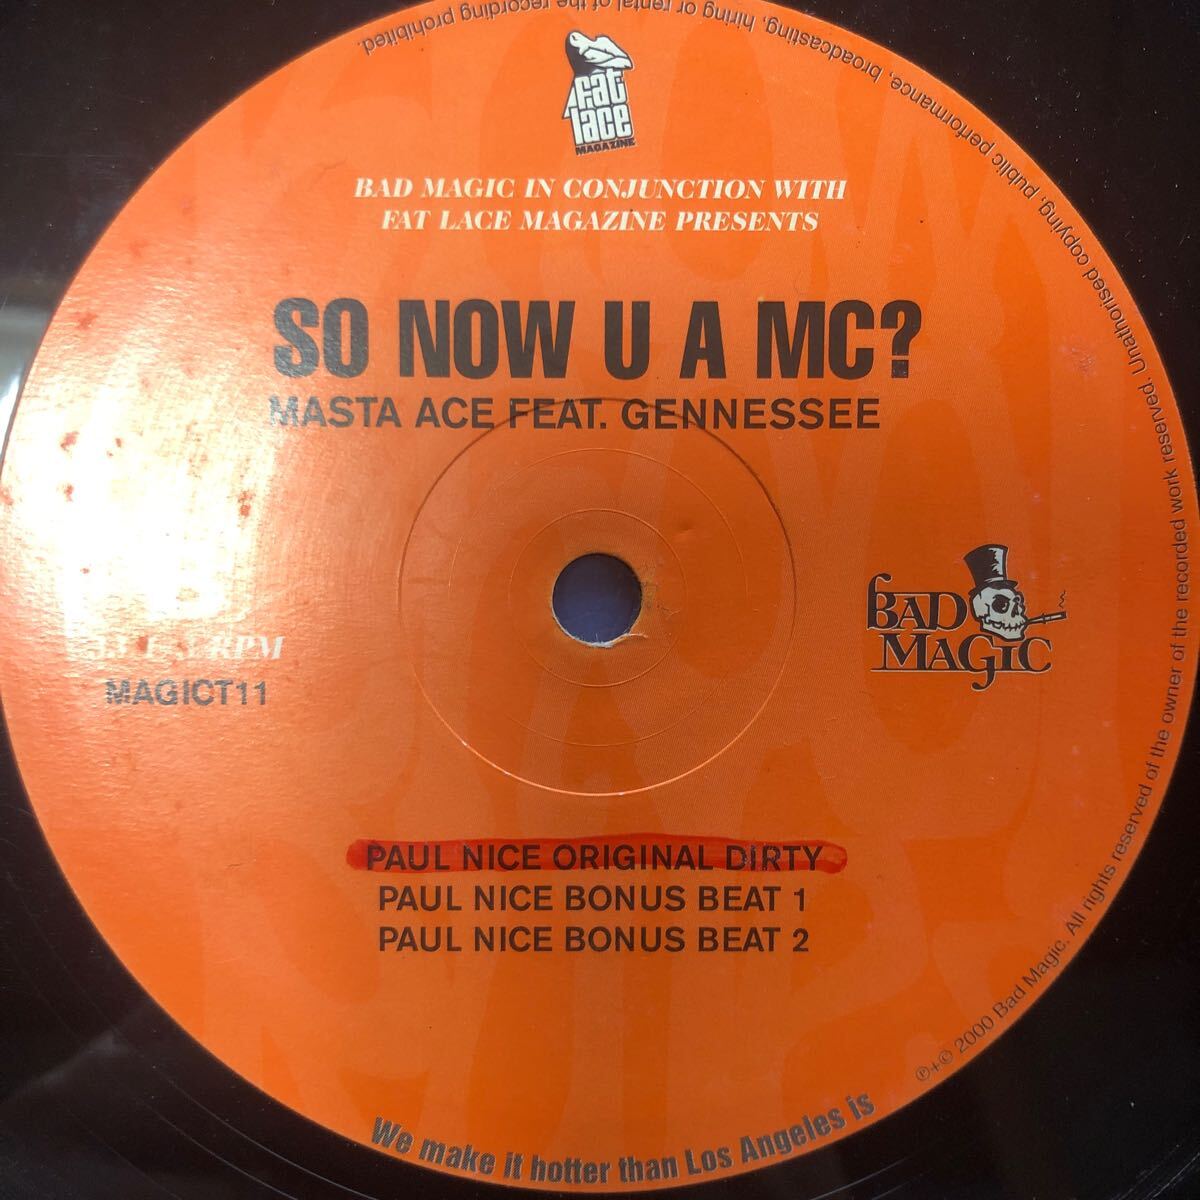 fat
lace
MAGAZINE
BAD MAGIC IN CONJUNCTION WITH
FAT LACE MAGAZINE PRESENTS
SO NOW U A MC?
MASTA ACE FEAT. GENNESSEE
BAD
MAGIC
RPM
MAGICT11
PAUL NICE ORIGINAL DIRTY
PAUL NICE BONUS BEAT 1
PAUL NICE BONUS BEAT 2
We make it hotter than Los Angeles is
℗+© 2000 Bad Magic. All rights reserved of the owner of the recorded work reserved. Unathorised copying, public performance, broadcasting, hiring or rental of the recording prohibited.